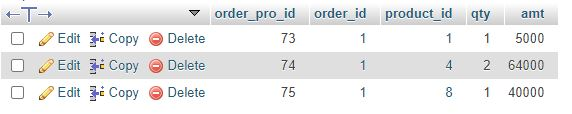 order_pro_id order_id product_id qty amt
Edit Copy Delete 73 1 1 1 5000
Edit Copy Delete 74 1 4 2 64000
Edit Copy Delete 75 1 8 1 40000